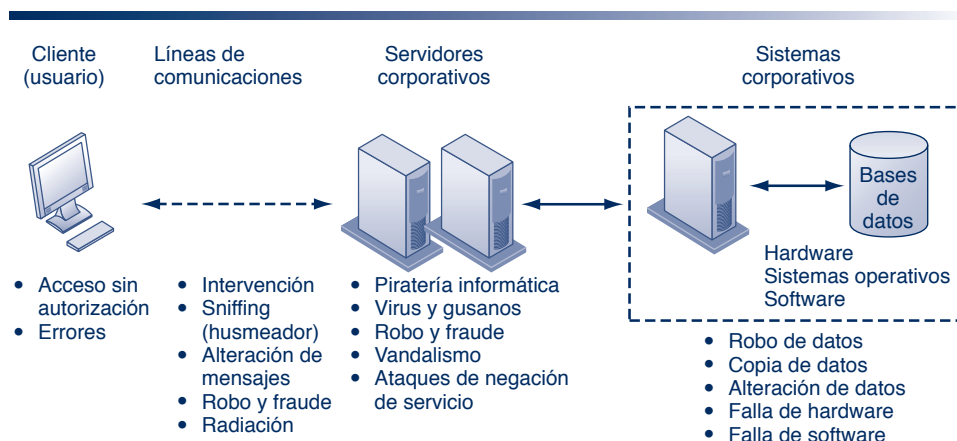 Cliente
(usuario)
Líneas de
comunicaciones
Servidores
corporativos
Sistemas
corporativos
Bases
de
datos
Hardware
Sistemas operativos
Software
• Acceso sin
autorización
• Errores
• Intervención
• Sniffing
(husmeador)
• Alteración de
mensajes
• Robo y fraude
• Radiación
• Piratería informática
• Virus y gusanos
• Robo y fraude
• Vandalismo
• Ataques de negación
de servicio
• Robo de datos
• Copia de datos
• Alteración de datos
• Falla de hardware
• Falla de software